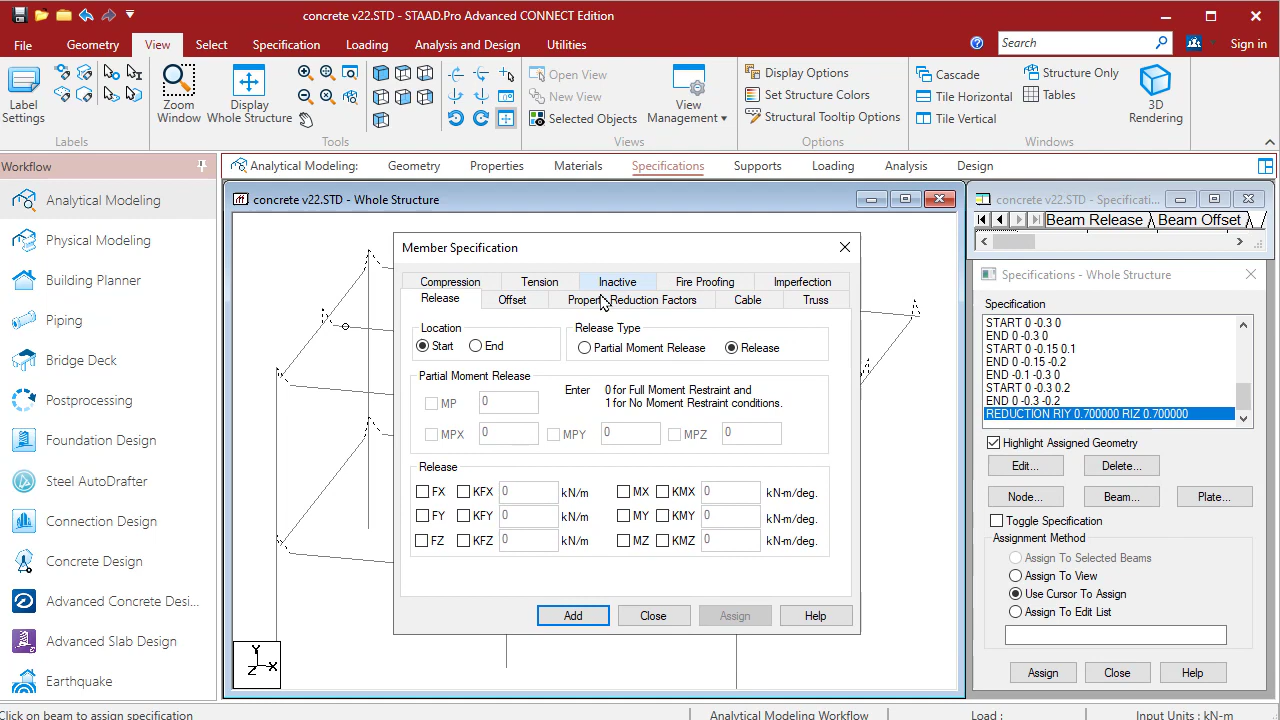 concrete v22.STD - STAAD.Pro Advanced CONNECT Edition
File Geometry View Select Specification Loading Analysis and Design Utilities Search Sign in
Label Settings
Zoom Window
Display Whole Structure
Open View
New View
Selected Objects
View Management
Display Options
Set Structure Colors
Structural Tooltip Options
Cascade
Tile Horizontal
Tile Vertical
Structure Only
Tables
3D Rendering
Labels Tools Views Options Windows
Workflow
Analytical Modeling: Geometry Properties Materials Specifications Supports Loading Analysis Design
Analytical Modeling
Physical Modeling
Building Planner
Piping
Bridge Deck
Postprocessing
Foundation Design
Steel AutoDrafter
Connection Design
Concrete Design
Advanced Concrete Desi...
Advanced Slab Design
Earthquake
concrete v22.STD - Whole Structure
Y
Z X
Member Specification
Compression Tension Inactive Fire Proofing Imperfection
Release Offset Property Reduction Factors Cable Truss
Location
Start End
Release Type
Partial Moment Release Release
Partial Moment Release
Enter 0 for Full Moment Restraint and
1 for No Moment Restraint conditions.
MP 0
MPX 0 MPY 0 MPZ 0
Release
FX KFX 0 kN/m MX KMX 0 kN-m/deg.
FY KFY 0 kN/m MY KMY 0 kN-m/deg.
FZ KFZ 0 kN/m MZ KMZ 0 kN-m/deg.
Add Close Assign Help
concrete v22.STD - Specificati...
Beam Release Beam Offset
Specifications - Whole Structure
Specification
START 0 -0.3 0
END 0 -0.3 0
START 0 -0.15 0.1
END 0 -0.15 -0.2
END -0.1 -0.3 0
START 0 -0.3 0.2
END 0 -0.3 -0.2
REDUCTION RIY 0.700000 RIZ 0.700000
Highlight Assigned Geometry
Edit... Delete...
Node... Beam... Plate...
Toggle Specification
Assignment Method
Assign To Selected Beams
Assign To View
Use Cursor To Assign
Assign To Edit List
Assign Close Help
Click on beam to assign specification Analytical Modeling Workflow Load : Input Units : kN-m